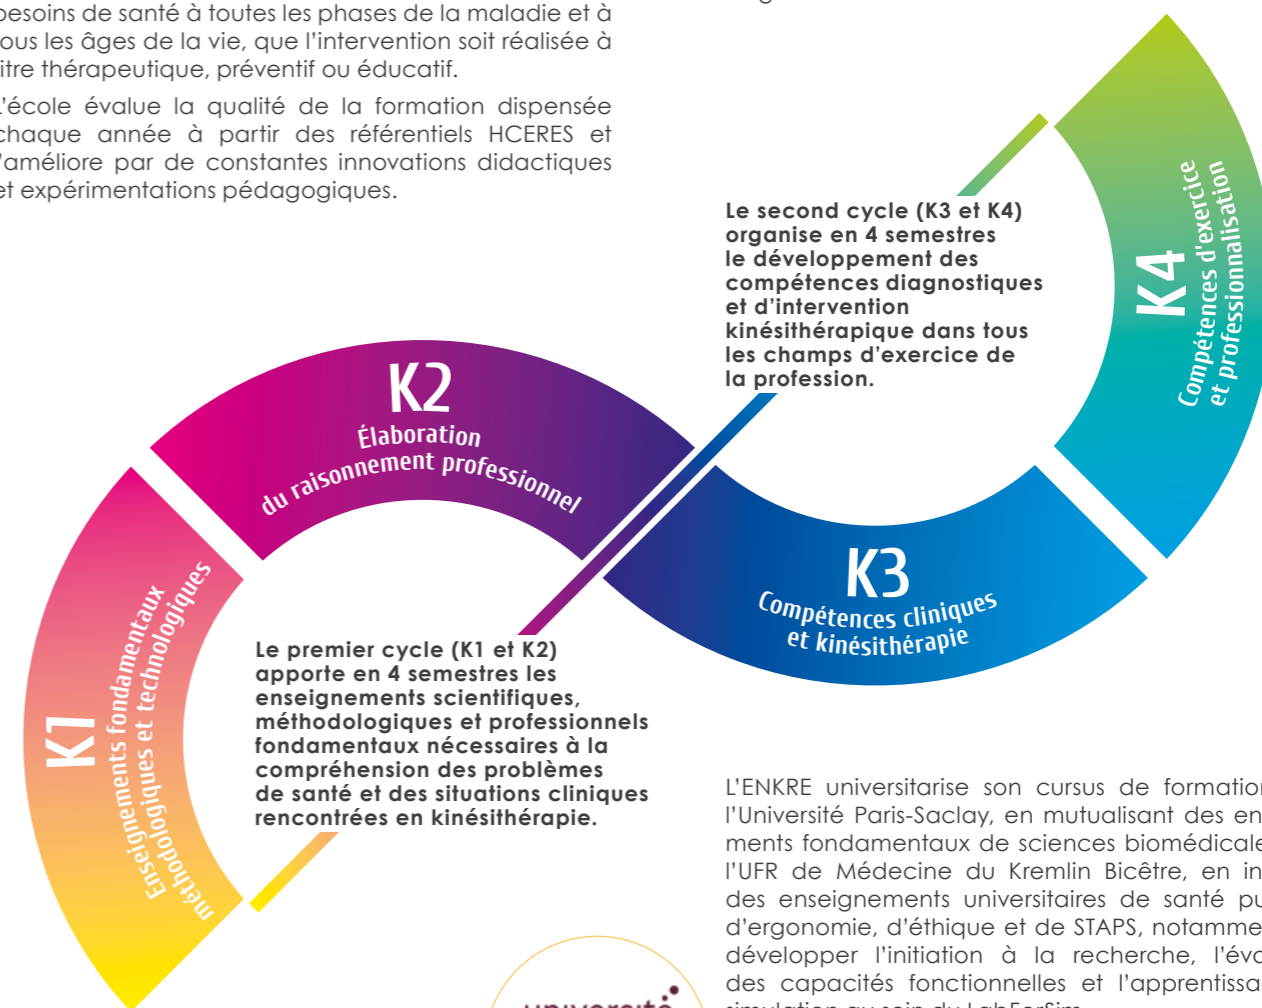 besoins de santé à toutes les phases de la maladie et à
tous les âges de la vie, que l'intervention soit réalisée à
titre thérapeutique, préventif ou éducatif.
L'école évalue la qualité de la formation dispensée
chaque année à partir des référentiels HCERES et
l'améliore par de constantes innovations didactiques
et expérimentations pédagogiques.
Le second cycle (K3 et K4)
organise en 4 semestres
le développement des
compétences diagnostiques
et d'intervention
kinésithérapique dans tous
les champs d'exercice de
la profession.
K4
Compétences d'exercice
et professionnalisation
K2
Élaboration
du raisonnement professionnel
K3
Compétences cliniques
et kinésithérapie
K1
Enseignements fondamentaux
méthodologiques et technologiques
Le premier cycle (K1 et K2)
apporte en 4 semestres les
enseignements scientifiques,
méthodologiques et professionnels
fondamentaux nécessaires à la
compréhension des problèmes
de santé et des situations cliniques
rencontrées en kinésithérapie.
L'ENKRE universitarise son cursus de formation
l'Université Paris-Saclay, en mutualisant des en
ments fondamentaux de sciences biomédicale
l'UFR de Médecine du Kremlin Bicêtre, en in
des enseignements universitaires de santé pu
d'ergonomie, d'éthique et de STAPS, notamme
développer l'initiation à la recherche, l'éva
des capacités fonctionnelles et l'apprentissa
simulation au sein du LabForSim
université